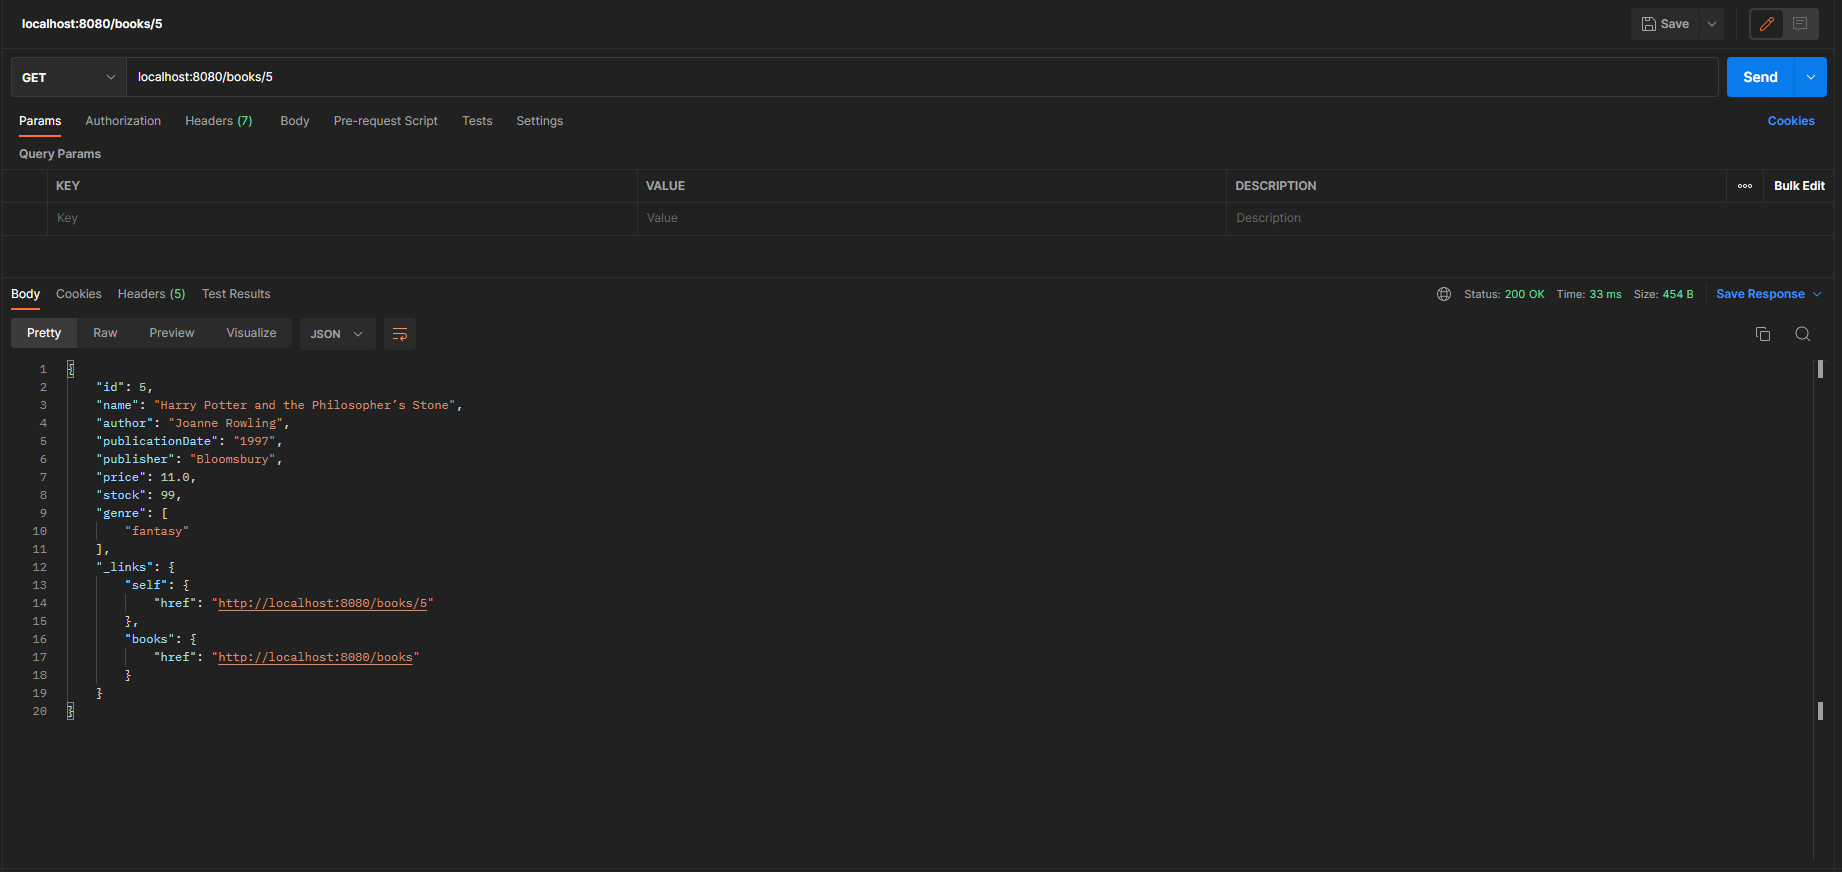 localhost:8080/books/5
Save
GET
localhost:8080/books/5
Send
Params Authorization Headers (7) Body Pre-request Script Tests Settings Cookies
Query Params
KEY VALUE DESCRIPTION Bulk Edit
Key Value Description
Body Cookies Headers (5) Test Results Status: 200 OK Time: 33 ms Size: 454 B Save Response
Pretty Raw Preview Visualize JSON
1 {
2 "id": 5,
3 "name": "Harry Potter and the Philosopher’s Stone",
4 "author": "Joanne Rowling",
5 "publicationDate": "1997",
6 "publisher": "Bloomsbury",
7 "price": 11.0,
8 "stock": 99,
9 "genre": [
10 "fantasy"
11 ],
12 "_links": {
13 "self": {
14 "href": "http://localhost:8080/books/5"
15 },
16 "books": {
17 "href": "http://localhost:8080/books"
18 }
19 }
20 }